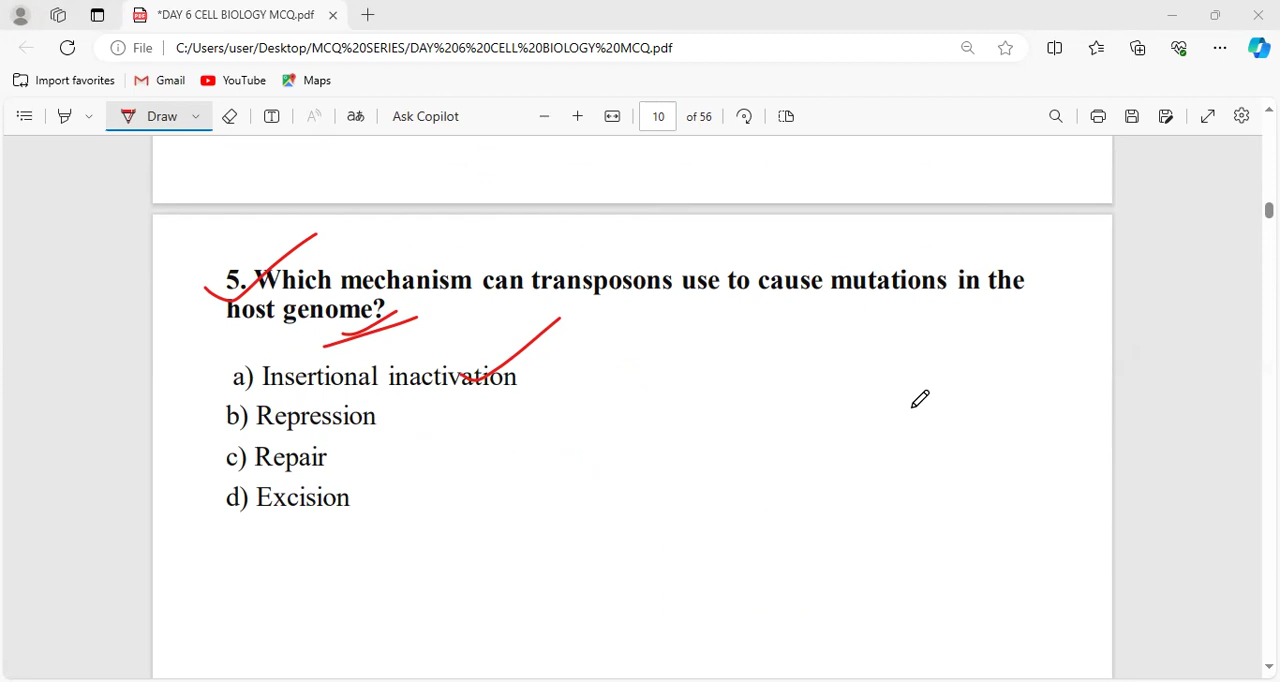 *DAY 6 CELL BIOLOGY MCQ.pdf
File C:/Users/user/Desktop/MCQ%20SERIES/DAY%206%20CELL%20BIOLOGY%20MCQ.pdf
Import favorites Gmail YouTube Maps
Draw aあ Ask Copilot 10 of 56
5. Which mechanism can transposons use to cause mutations in the
host genome?
a) Insertional inactivation
b) Repression
c) Repair
d) Excision